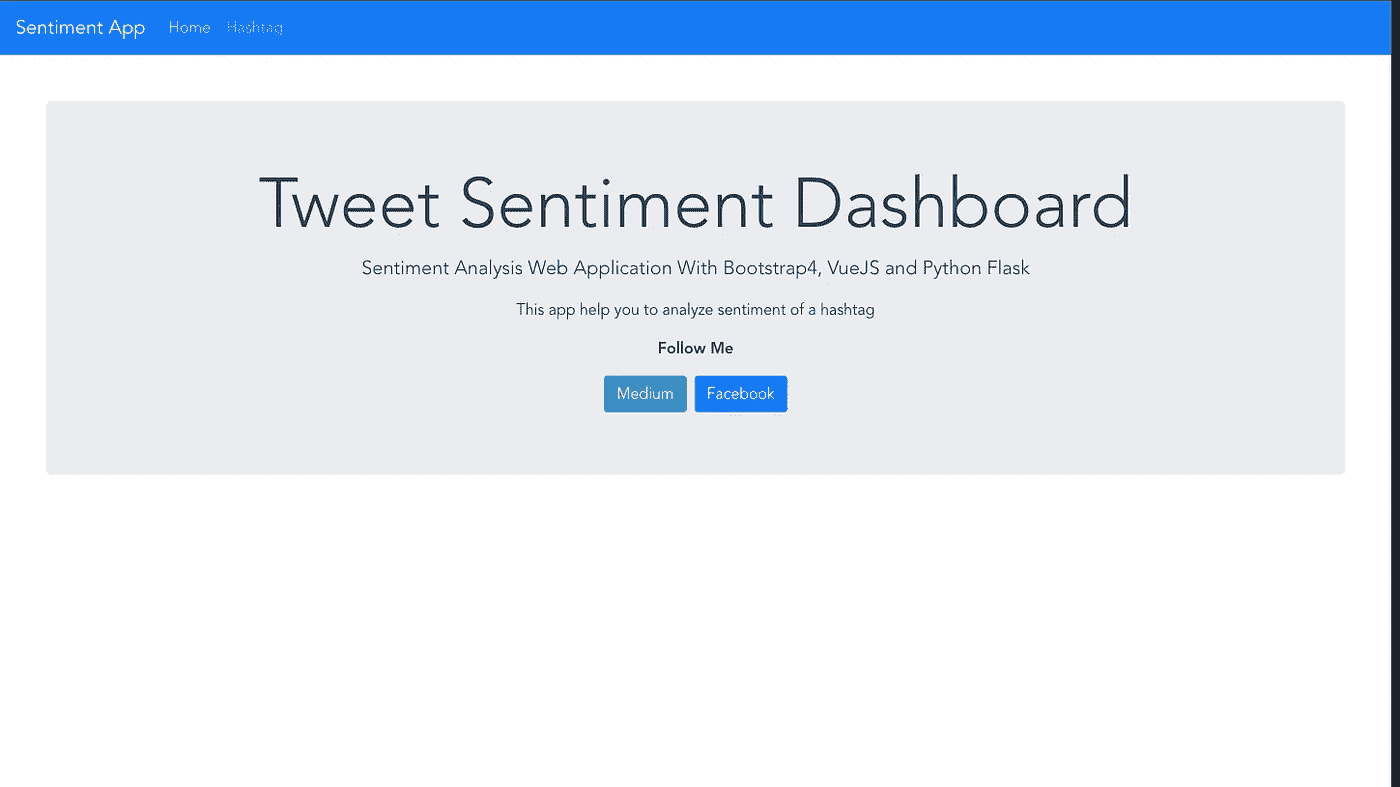 Sentiment App Home Hashtag
Tweet Sentiment Dashboard
Sentiment Analysis Web Application With Bootstrap4, VueJS and Python Flask
This app help you to analyze sentiment of a hashtag
Follow Me
Medium Facebook